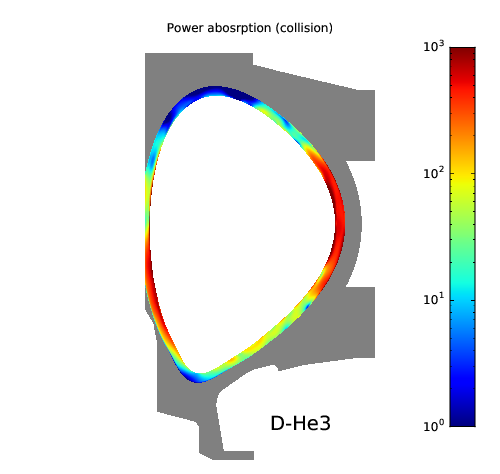 Power abosrption (collision)
10³
10²
10¹
10⁰
D-He3